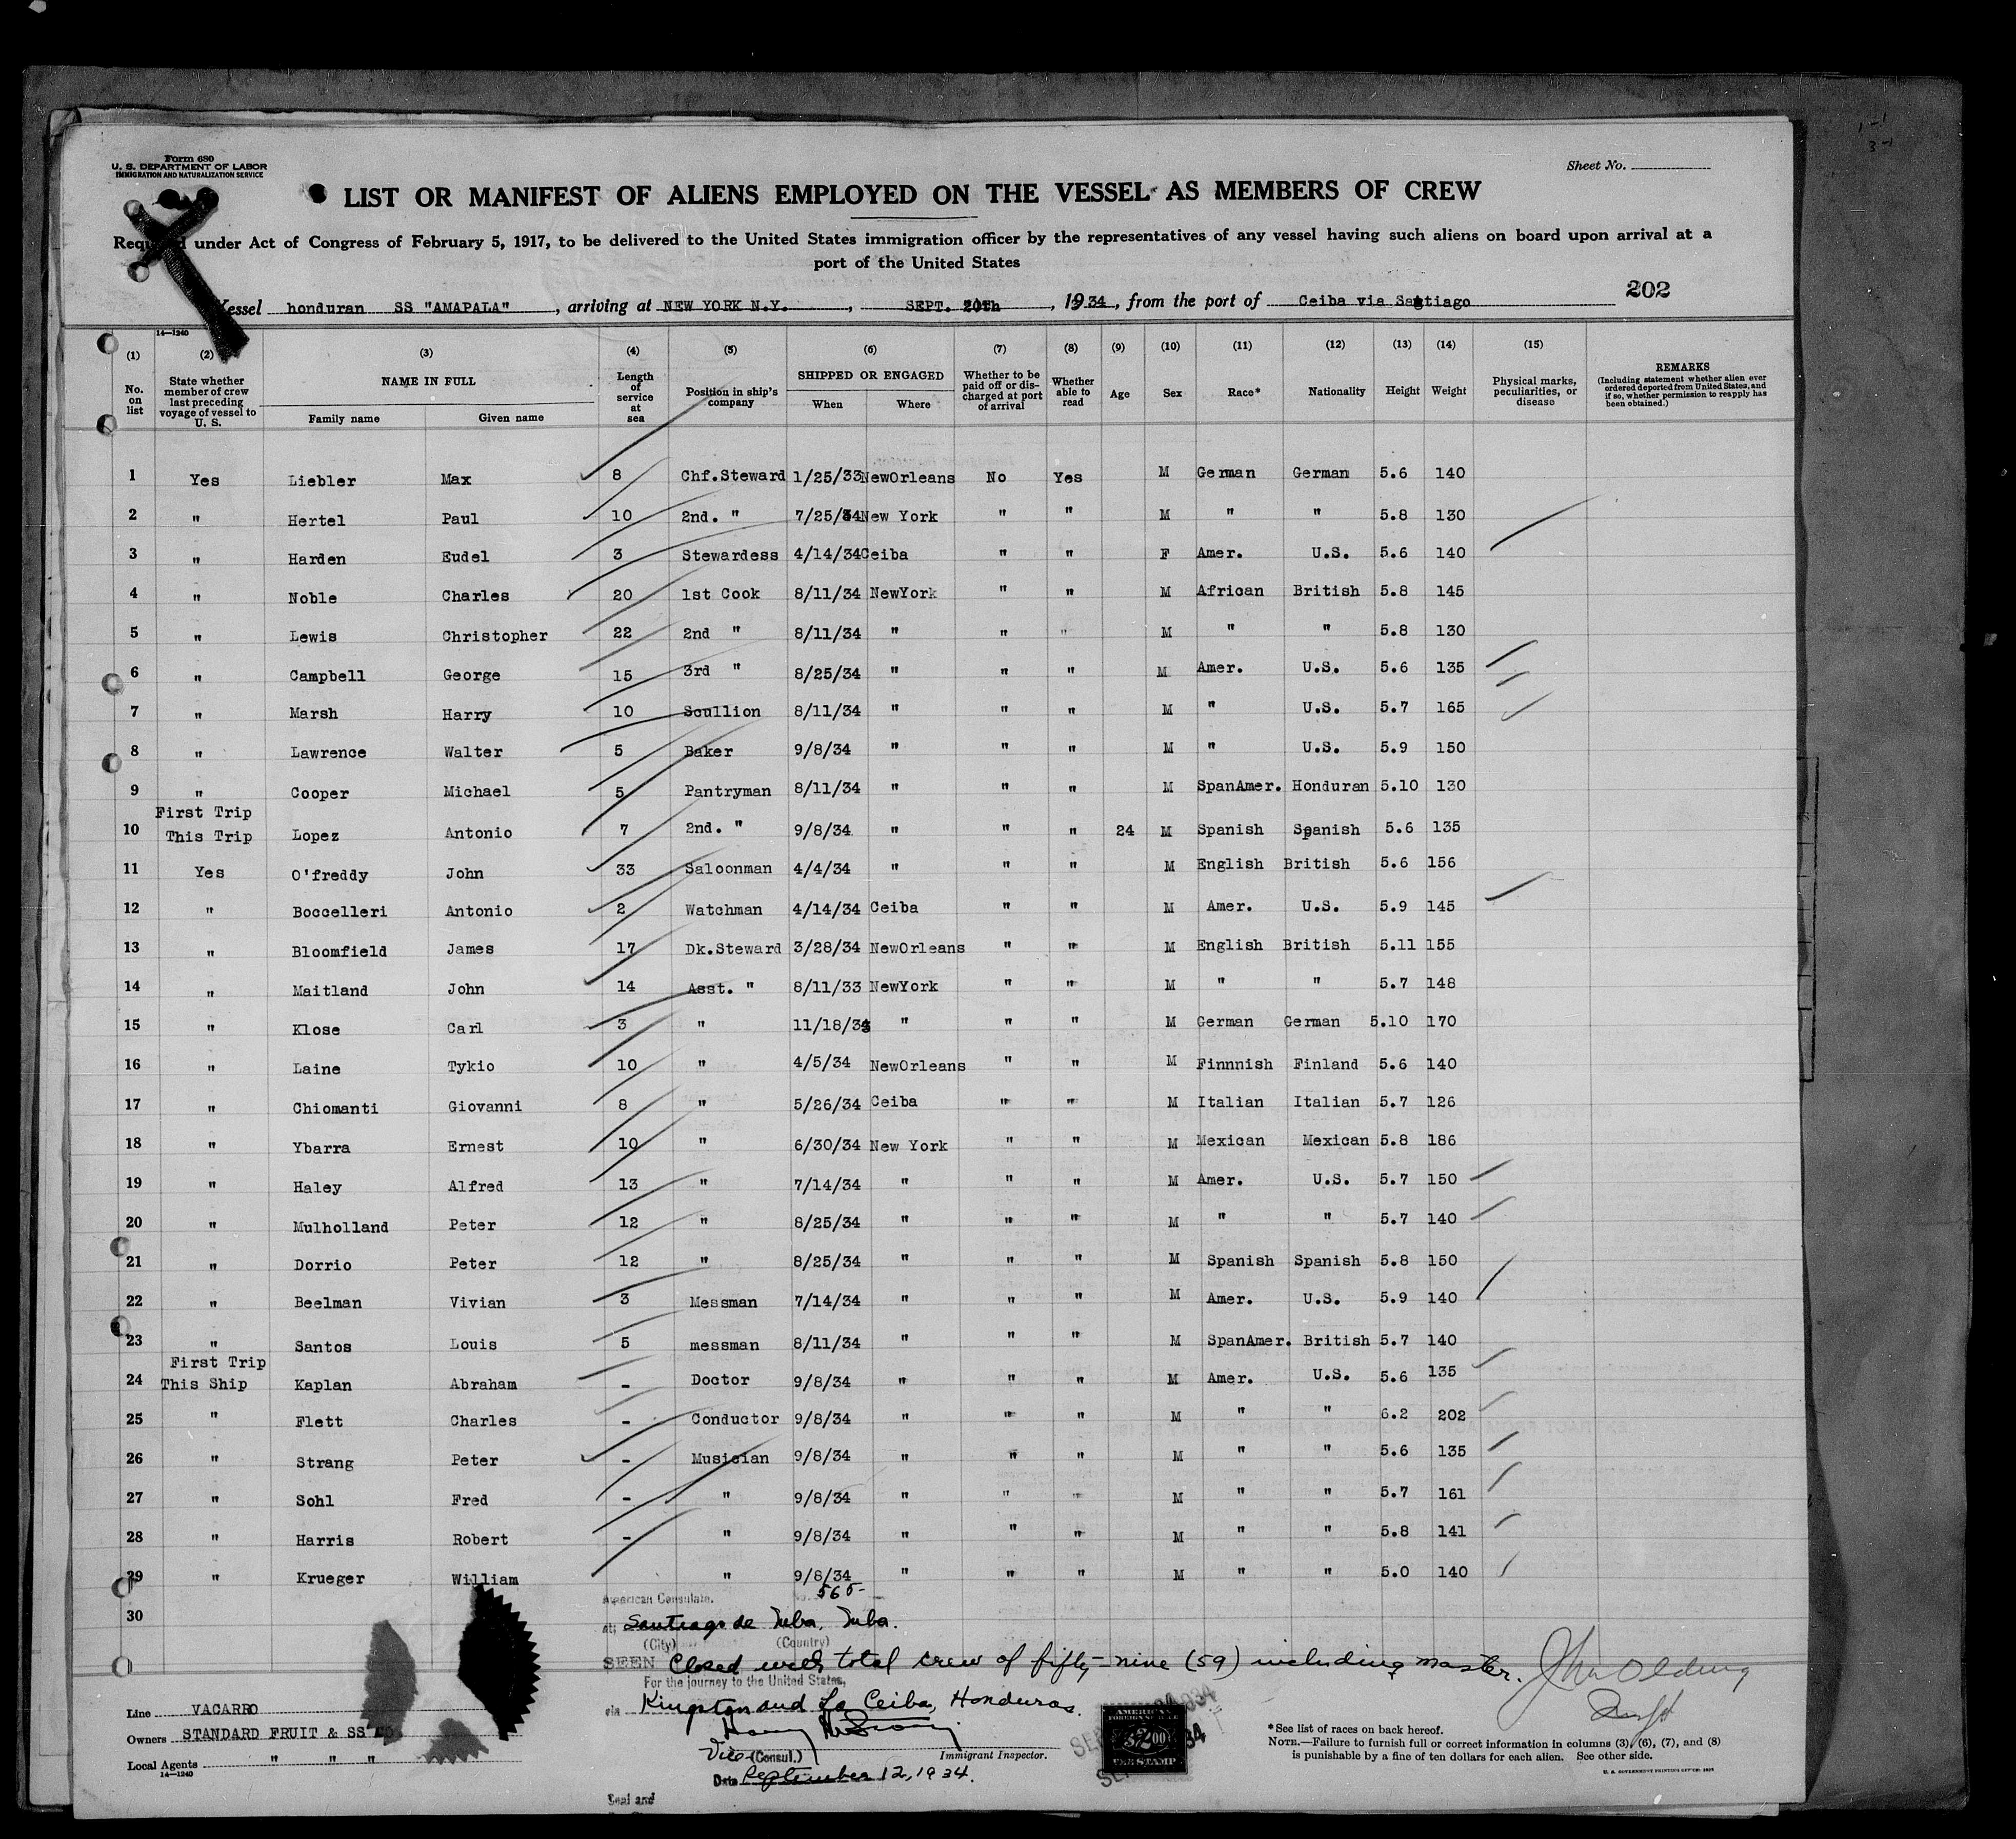 Form 680
U. S. DEPARTMENT OF LABOR
IMMIGRATION AND NATURALIZATION SERVICE
Sheet No.
LIST OR MANIFEST OF ALIENS EMPLOYED ON THE VESSEL AS MEMBERS OF CREW
Required under Act of Congress of February 5, 1917, to be delivered to the United States immigration officer by the representatives of any vessel having such aliens on board upon arrival at a
port of the United States
202
Vessel honduran SS "AMAPALA", arriving at NEW YORK N.Y., SEPT. 20th, 1934, from the port of Ceiba via Santiago
14—1240
(1) (2) (3) (4) (5) (6) (7) (8) (9) (10) (11) (12) (13) (14) (15)
No. on list
State whether member of crew last preceding voyage of vessel to U. S.
NAME IN FULL
Family name Given name
Length of service at sea
Position in ship's company
SHIPPED OR ENGAGED
When Where
Whether to be paid off or discharged at port of arrival
Whether able to read
Age
Sex
Race*
Nationality
Height
Weight
Physical marks, peculiarities, or disease
REMARKS
(Including statement whether alien ever ordered deported from United States, and if so, whether permission to reapply has been obtained.)
1 Yes Liebler Max 8 Chf.Steward 1/25/33 NewOrleans No Yes M German German 5.6 140
2 " Hertel Paul 10 2nd. " 7/25/34 New York " " M " " 5.8 130
3 " Harden Eudel 3 Stewardess 4/14/34 Ceiba " " F Amer. U.S. 5.6 140
4 " Noble Charles 20 1st Cook 8/11/34 NewYork " " M African British 5.8 145
5 " Lewis Christopher 22 2nd " 8/11/34 " " " M " " 5.8 130
6 " Campbell George 15 3rd " 8/25/34 " " " M Amer. U.S. 5.6 135
7 " Marsh Harry 10 Scullion 8/11/34 " " " M " U.S. 5.7 165
8 " Lawrence Walter 5 Baker 9/8/34 " " " M " U.S. 5.9 150
9 " Cooper Michael 5 Pantryman 8/11/34 " " " M SpanAmer. Honduran 5.10 130
First Trip
10 This Trip Lopez Antonio 7 2nd. " 9/8/34 " " " 24 M Spanish Spanish 5.6 135
11 Yes O'freddy John 33 Saloonman 4/4/34 " " " M English British 5.6 156
12 " Boccelleri Antonio 2 Watchman 4/14/34 Ceiba " " M Amer. U.S. 5.9 145
13 " Bloomfield James 17 Dk.Steward 3/28/34 NewOrleans " " M English British 5.11 155
14 " Maitland John 14 Asst. " 8/11/33 NewYork " " M " " 5.7 148
15 " Klose Carl 3 " 11/18/33 " " " M German German 5.10 170
16 " Laine Tykio 10 " 4/5/34 NewOrleans " " M Finnnish Finland 5.6 140
17 " Chiomanti Giovanni 8 " 5/26/34 Ceiba " " M Italian Italian 5.7 126
18 " Ybarra Ernest 10 " 6/30/34 New York " " M Mexican Mexican 5.8 186
19 " Haley Alfred 13 " 7/14/34 " " " M Amer. U.S. 5.7 150
20 " Mulholland Peter 12 " 8/25/34 " " " M " " 5.7 140
21 " Dorrio Peter 12 " 8/25/34 " " " M Spanish Spanish 5.8 150
22 " Beelman Vivian 3 Messman 7/14/34 " " " M Amer. U.S. 5.9 140
23 " Santos Louis 5 messman 8/11/34 " " " M SpanAmer. British 5.7 140
First Trip
24 This Ship Kaplan Abraham - Doctor 9/8/34 " " " M Amer. U.S. 5.6 135
25 " Flett Charles - Conductor 9/8/34 " " " M " " 6.2 202
26 " Strang Peter - Musician 9/8/34 " " " M " " 5.6 135
27 " Sohl Fred - " 9/8/34 " " " M " " 5.7 161
28 " Harris Robert - " 9/8/34 " " " M " " 5.8 141
29 " Krueger William " 9/8/34 " " " M " " 5.0 140
30
American Consulate.
565-
at; Santiago de Cuba, Cuba.
(City) (Country)
SEEN Closed with total crew of fifty-nine (59) including master.
For the journey to the United States,
via Kingston and La Ceiba, Honduras.
Vice (Consul.) Immigrant Inspector.
Date September 12, 1934.
Seal and
Line VACARRO
Owners STANDARD FRUIT & SS CO
Local Agents " " "
14—1240
AMERICAN
FOREIGN SERVICE
$2.00
FEE STAMP
*See list of races on back hereof.
NOTE.—Failure to furnish full or correct information in columns (3), (6), (7), and (8)
is punishable by a fine of ten dollars for each alien. See other side.